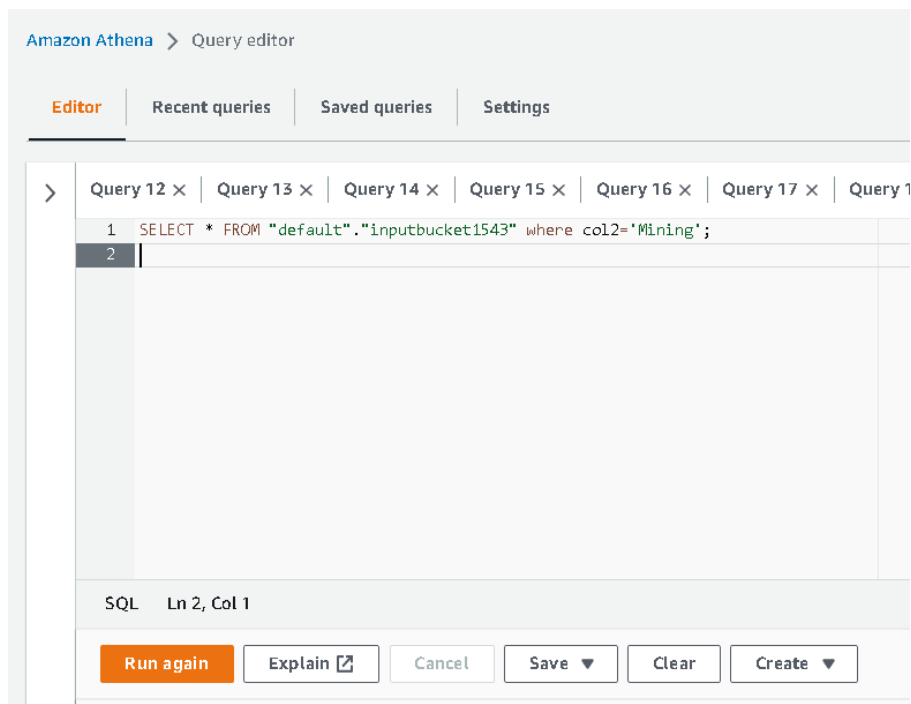 Amazon Athena > Query editor
Editor Recent queries Saved queries Settings
> Query 12 × Query 13 × Query 14 × Query 15 × Query 16 × Query 17 × Query 1
1 SELECT * FROM "default"."inputbucket1543" where col2='Mining';
2
SQL Ln 2, Col 1
Run again Explain Cancel Save ▼ Clear Create ▼